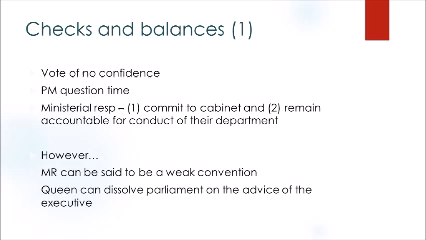 Checks and balances (1)
Vote of no confidence
PM question time
Ministerial resp – (1) commit to cabinet and (2) remain
accountable for conduct of their department
However…
MR can be said to be a weak convention
Queen can dissolve parliament on the advice of the
executive